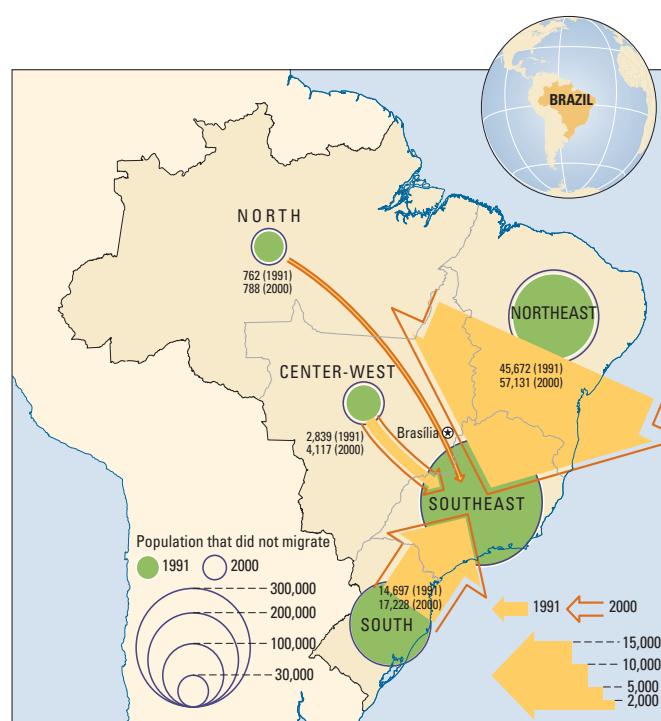 BRAZIL
NORTH
762 (1991)
788 (2000)
NORTHEAST
45,672 (1991)
57,131 (2000)
CENTER-WEST
2,839 (1991)
4,117 (2000)
Brasília
SOUTHEAST
14,697 (1991)
17,228 (2000)
SOUTH
Population that did not migrate
1991 2000
300,000
200,000
100,000
30,000
1991 2000
15,000
10,000
5,000
2,000